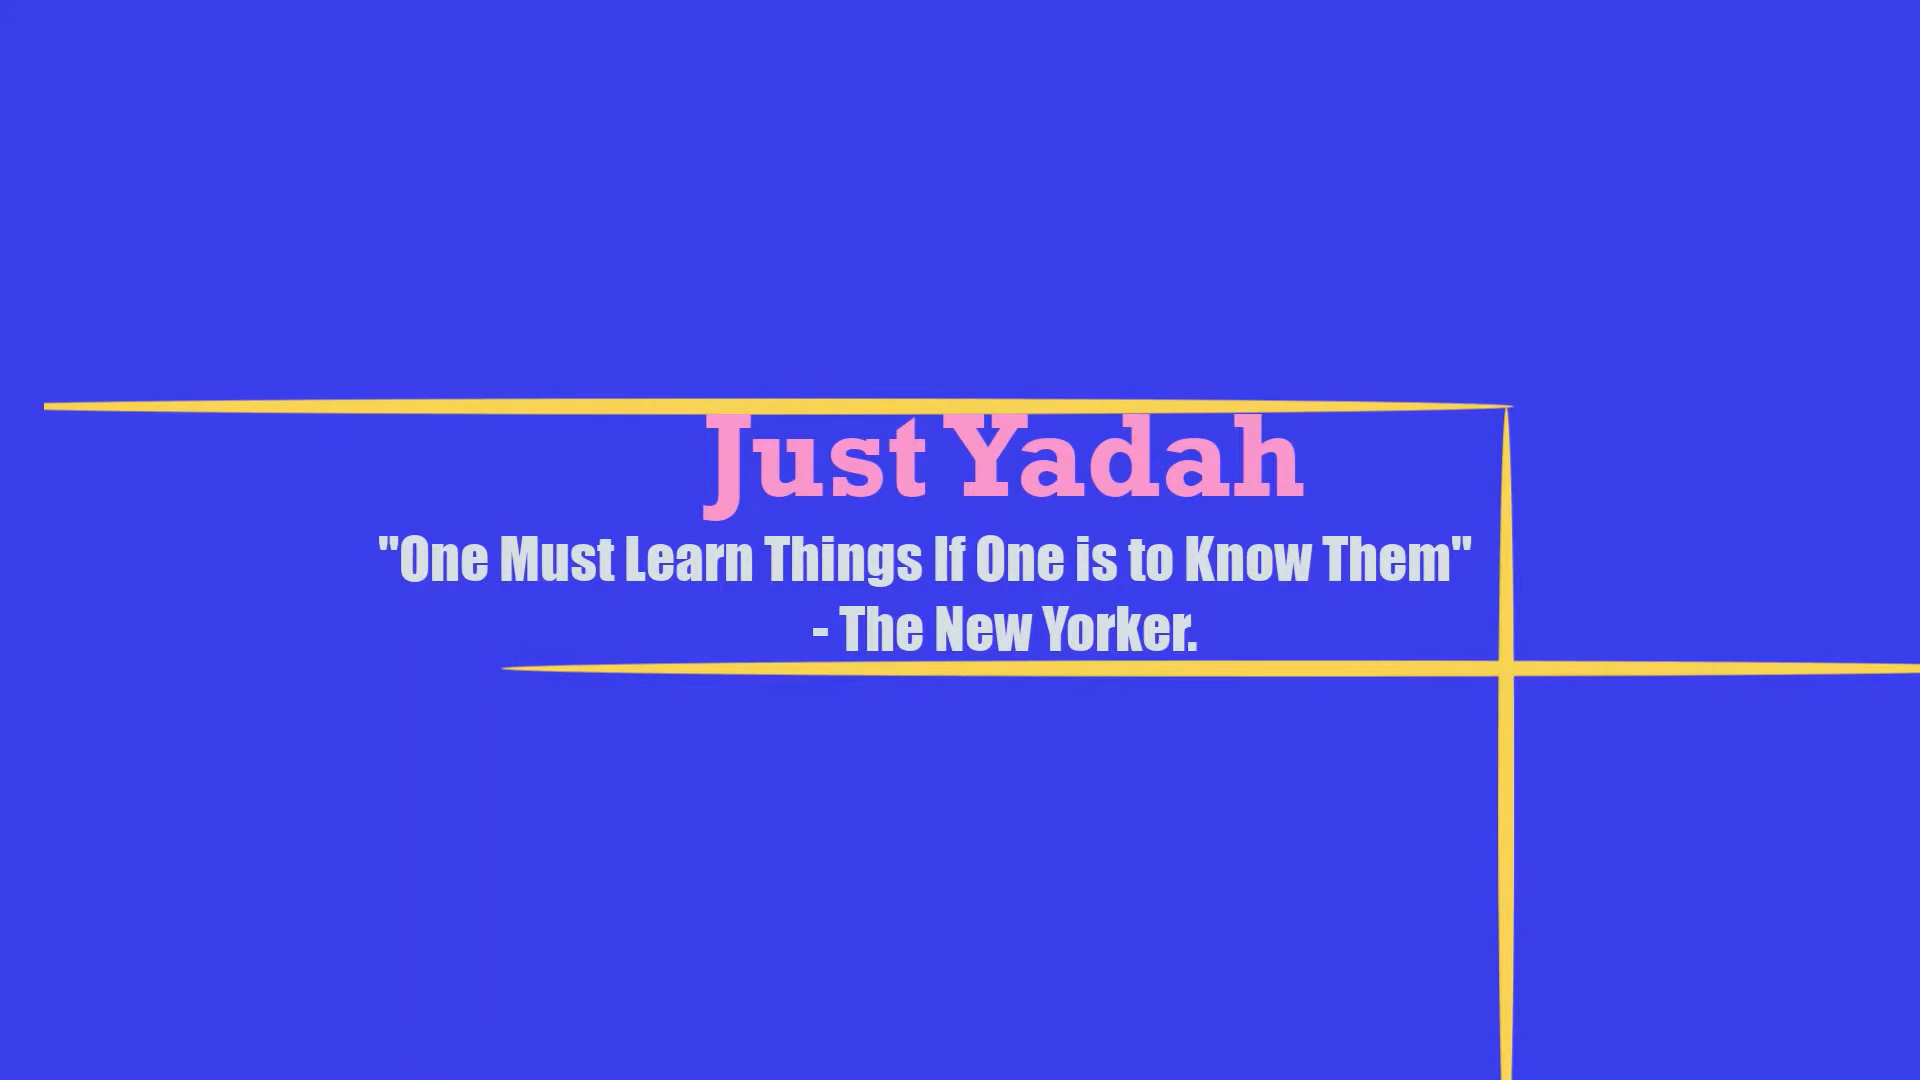 Just Yadah
"One Must Learn Things If One is to Know Them"
- The New Yorker.